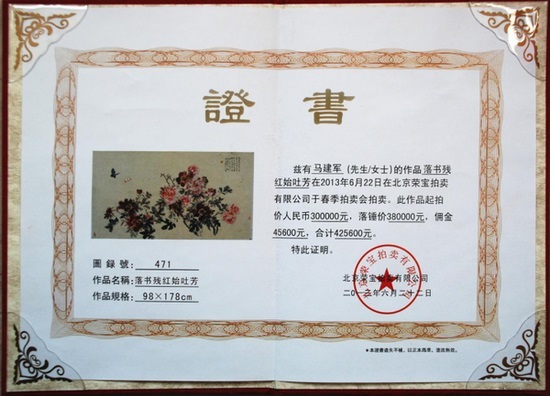 證書
圖錄號: 471
作品名稱:落书残红始吐芳
作品规格: 98×178cm
兹有马建军 (先生/女士)的作品落书残
红始吐芳在2013年6月22日在北京荣宝拍卖
有限公司于春季拍卖会拍卖。此作品起拍
价人民币300000元, 落锤价380000元, 佣金
45600元, 合计425600元。
特此证明。
北京荣宝拍卖有限公司
二〇一三年六月二十二日